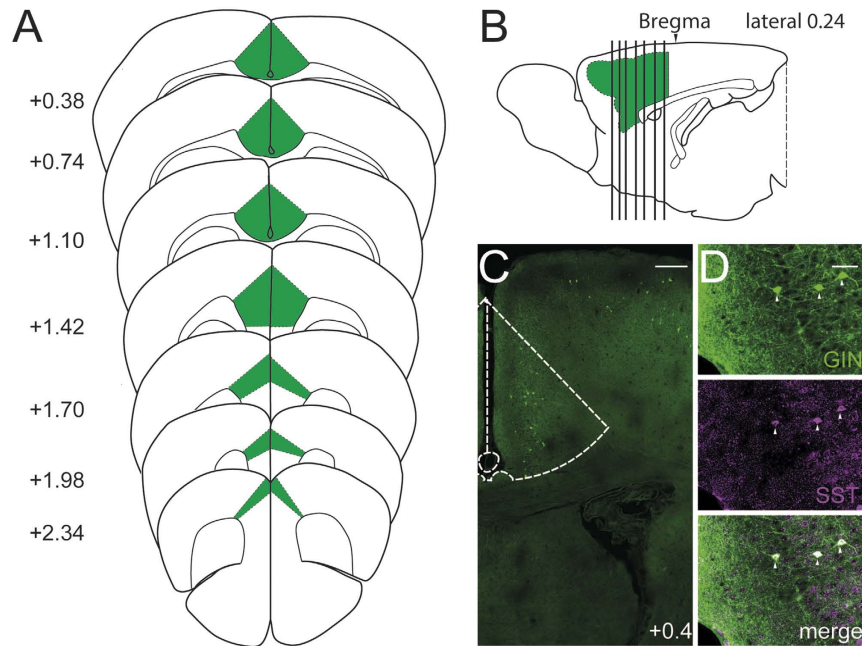 A
+0.38
+0.74
+1.10
+1.42
+1.70
+1.98
+2.34
B
Bregma
lateral 0.24
C
+0.4
D
GIN
SST
merge